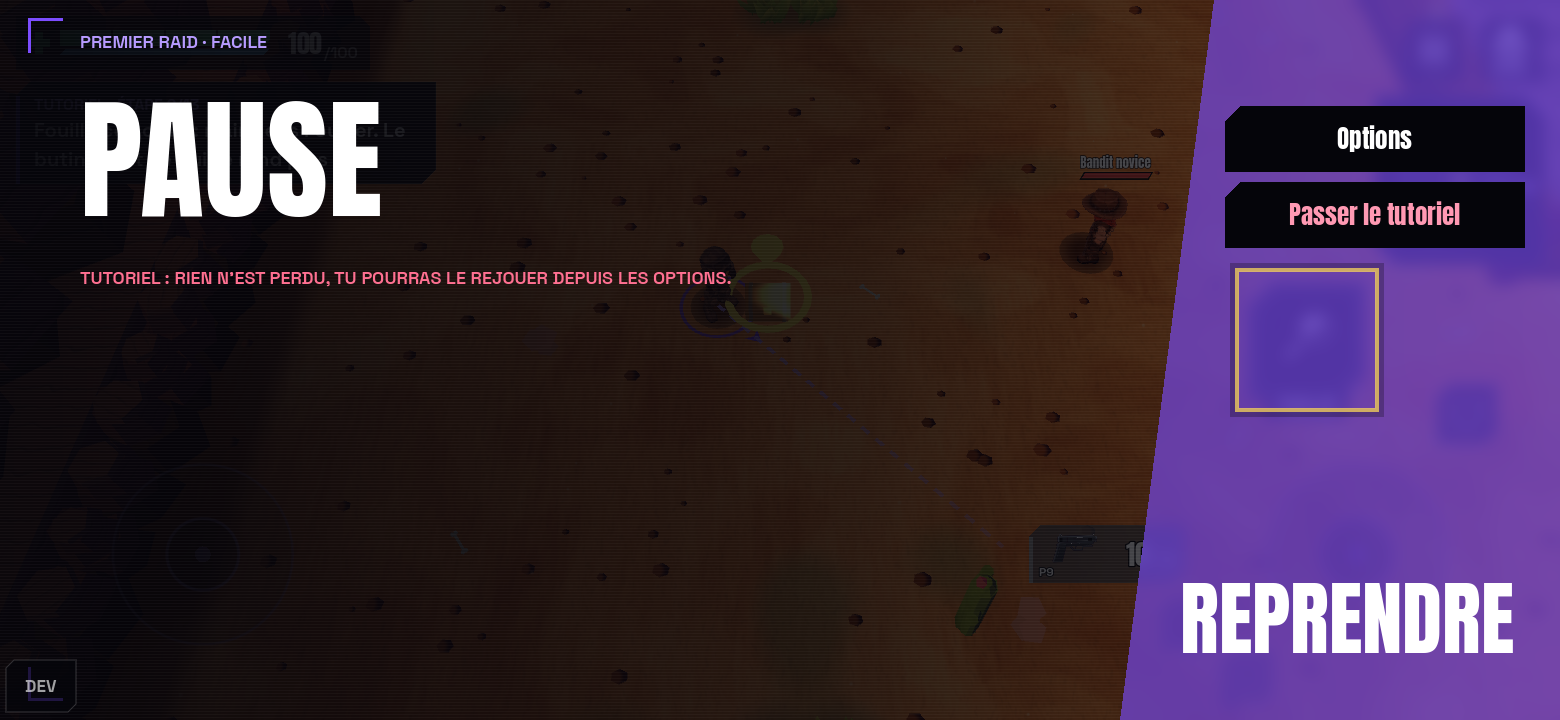 PREMIER RAID · FACILE
100
/100
PAUSE
TUTORIEL : RIEN N'EST PERDU, TU POURRAS LE REJOUER DEPUIS LES OPTIONS.
Bandit novice
Options
Passer le tutoriel
P9
REPRENDRE
DEV